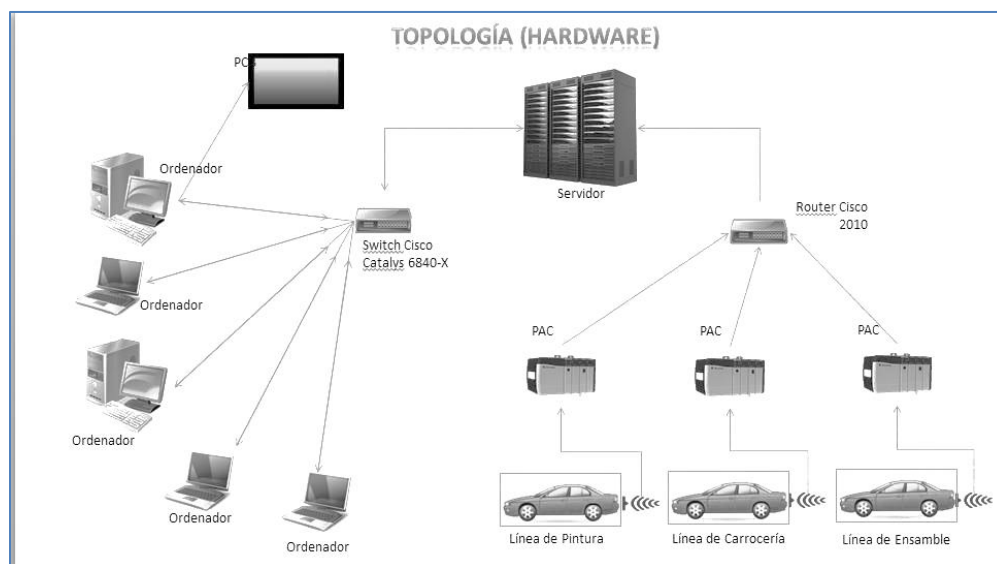 TOPOLOGÍA (HARDWARE)
Ordenador
Servidor
Router Cisco
2010
Switch Cisco
Catalys 6840-X
Ordenador
PAC
PAC
PAC
Ordenador
Ordenador
Ordenador
Línea de Pintura
Línea de Carrocería
Línea de Ensamble